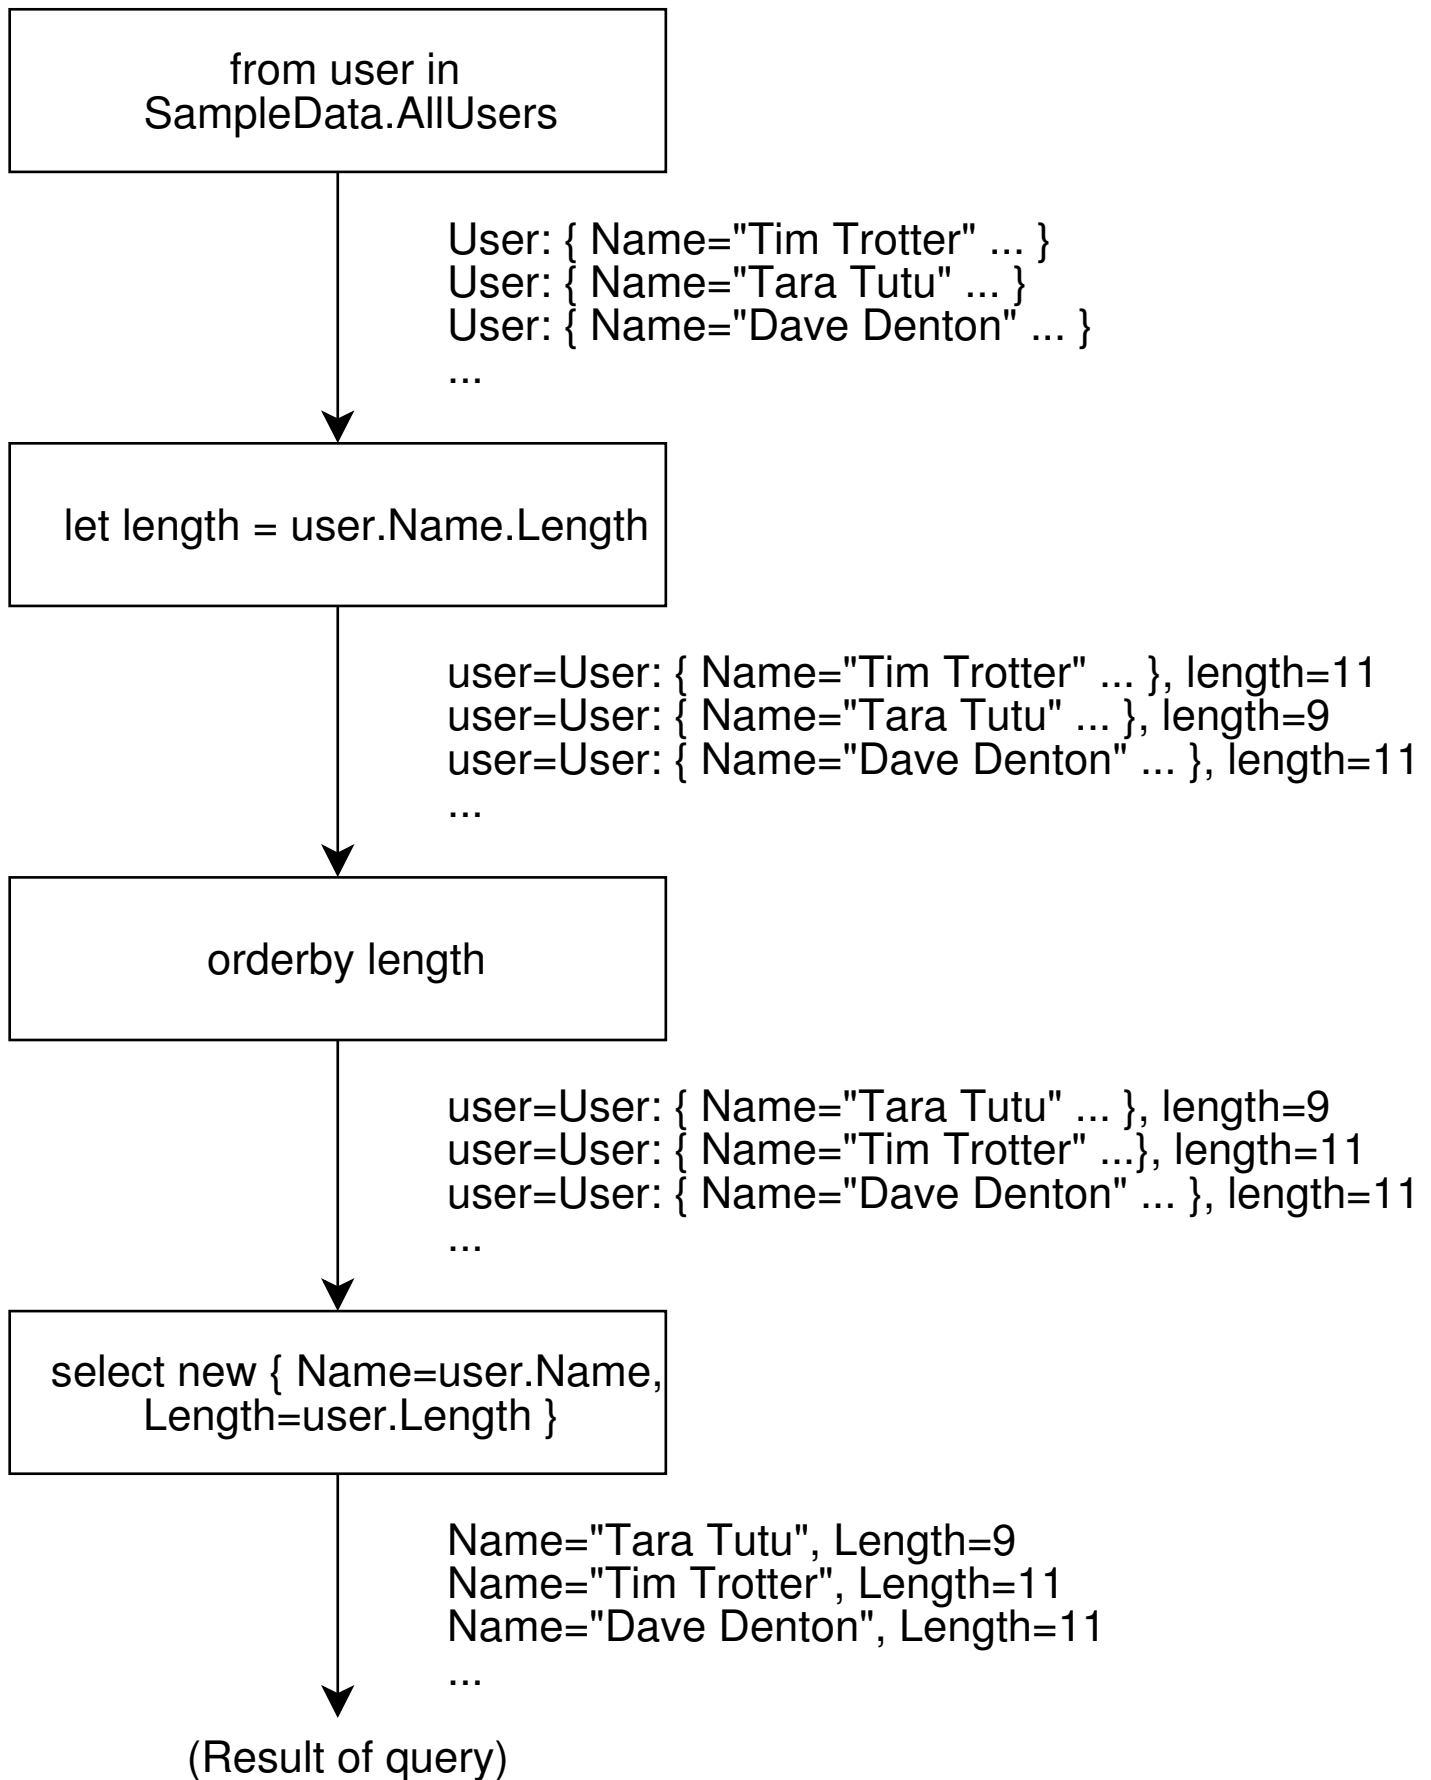 from user in
SampleData.AllUsers
User: { Name="Tim Trotter" ... }
User: { Name="Tara Tutu" ... }
User: { Name="Dave Denton" ... }
...
let length = user.Name.Length
user=User: { Name="Tim Trotter" ... }, length=11
user=User: { Name="Tara Tutu" ... }, length=9
user=User: { Name="Dave Denton" ... }, length=11
...
orderby length
user=User: { Name="Tara Tutu" ... }, length=9
user=User: { Name="Tim Trotter" ...}, length=11
user=User: { Name="Dave Denton" ... }, length=11
...
select new { Name=user.Name,
Length=user.Length }
Name="Tara Tutu", Length=9
Name="Tim Trotter", Length=11
Name="Dave Denton", Length=11
...
(Result of query)